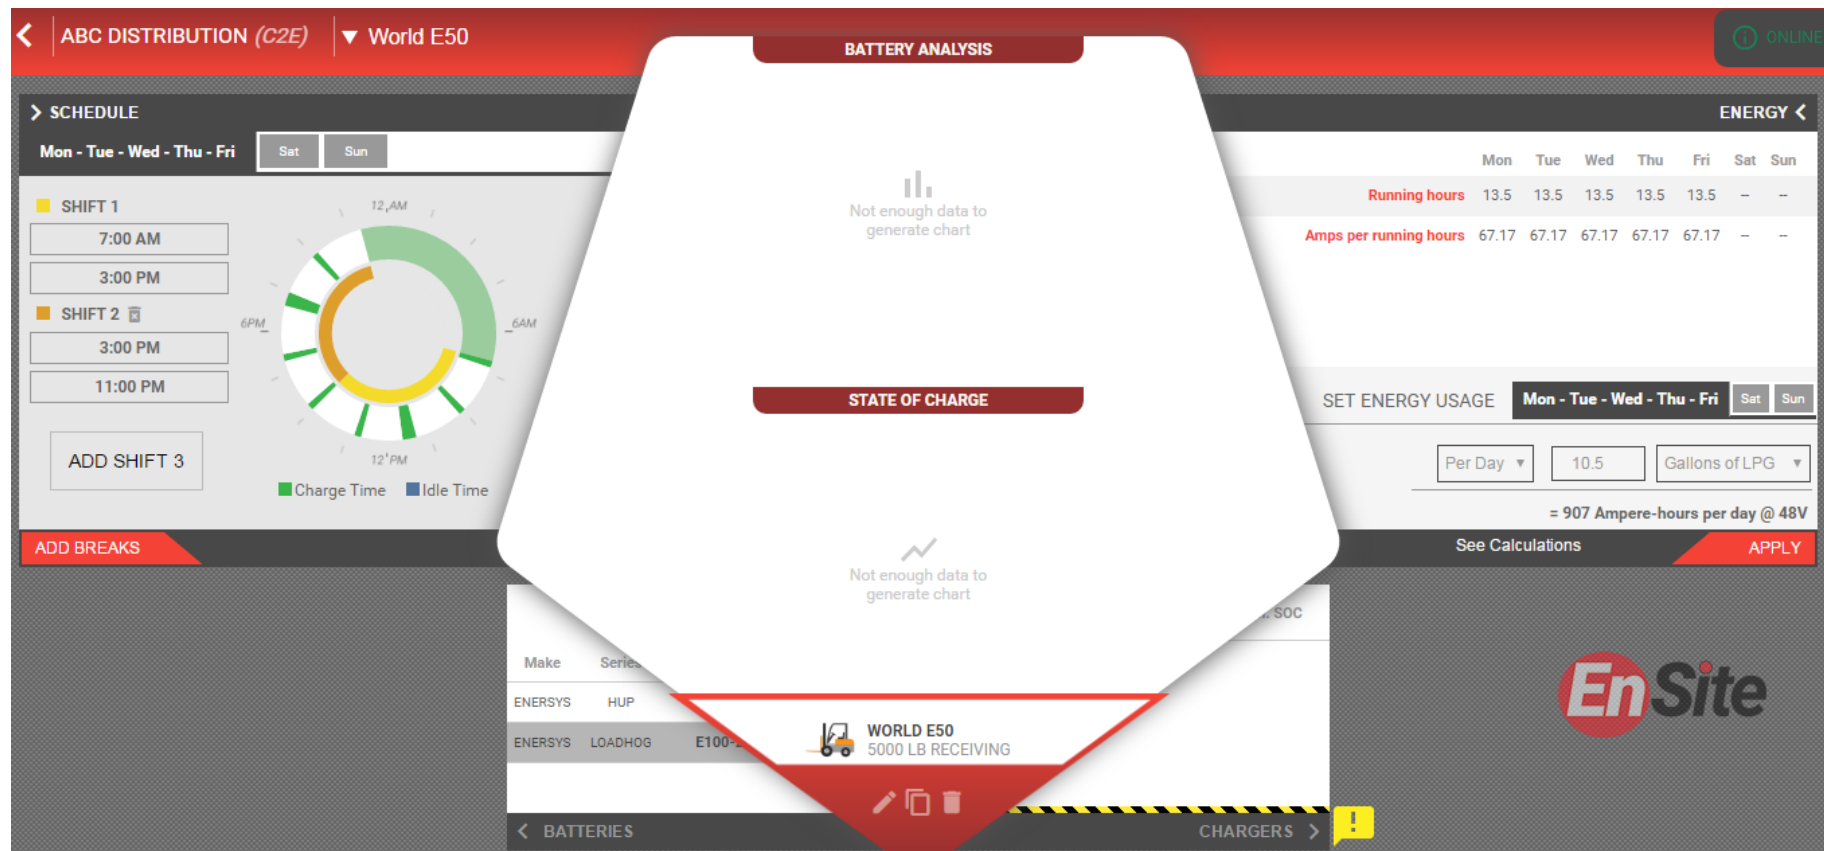 ABC DISTRIBUTION (C2E)
World E50
ONLINE
BATTERY ANALYSIS
Not enough data to
generate chart
STATE OF CHARGE
Not enough data to
generate chart
SCHEDULE
Mon - Tue - Wed - Thu - Fri Sat Sun
SHIFT 1
7:00 AM
3:00 PM
SHIFT 2
3:00 PM
11:00 PM
ADD SHIFT 3
12 AM
6AM
12 PM
6PM
Charge Time Idle Time
ADD BREAKS
ENERGY
Mon Tue Wed Thu Fri Sat Sun
Running hours 13.5 13.5 13.5 13.5 13.5 -- --
Amps per running hours 67.17 67.17 67.17 67.17 67.17 -- --
SET ENERGY USAGE Mon - Tue - Wed - Thu - Fri Sat Sun
Per Day 10.5 Gallons of LPG
= 907 Ampere-hours per day @ 48V
See Calculations
APPLY
SOC
Make Series
ENERSYS HUP
ENERSYS LOADHOG E100-
WORLD E50
5000 LB RECEIVING
BATTERIES
CHARGERS
!
EnSite